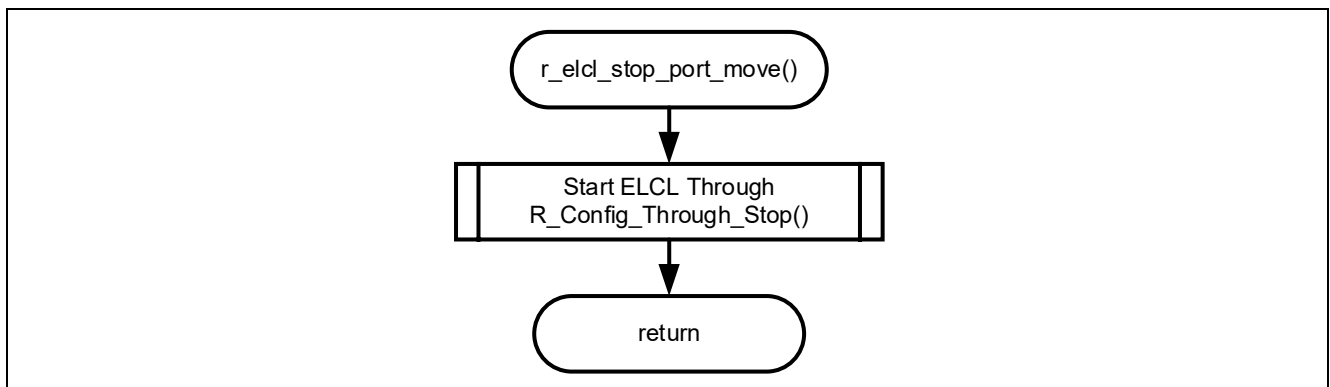 r_elcl_stop_port_move()
Start ELCL Through
R_Config_Through_Stop()
return